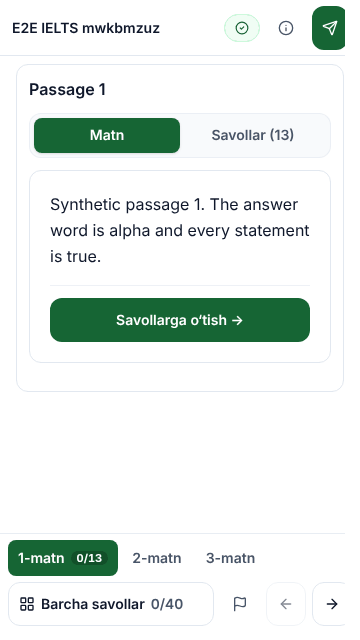 E2E IELTS mwkbmzuz
Passage 1
Matn
Savollar (13)
Synthetic passage 1. The answer
word is alpha and every statement
is true.
Savollarga o‘tish →
1-matn 0/13
2-matn
3-matn
Barcha savollar 0/40